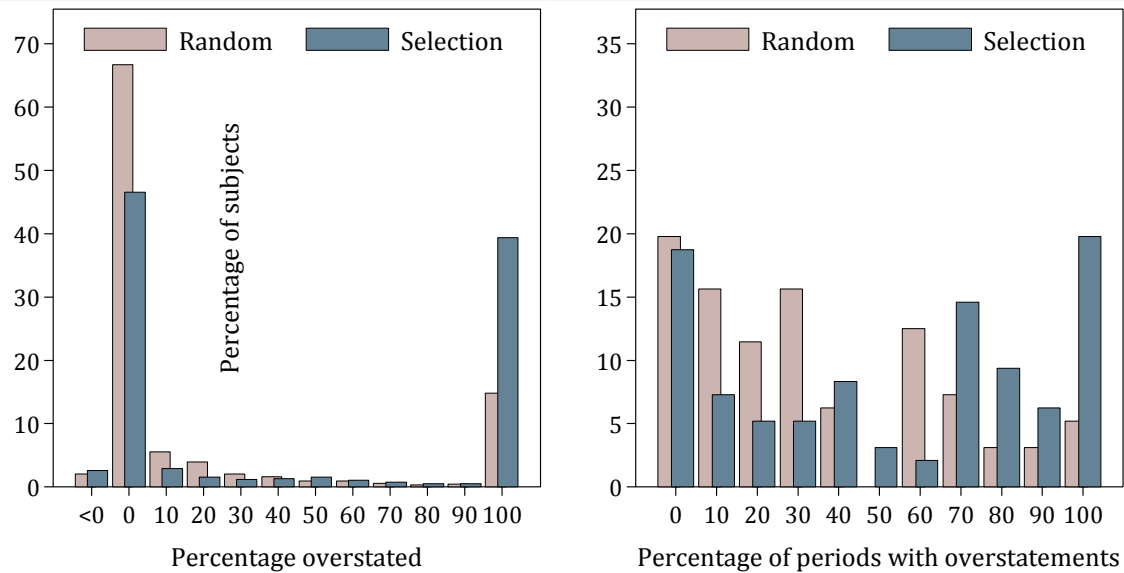 Random Selection
70
60
50
40
30
20
10
0
Percentage of subjects
<0 0 10 20 30 40 50 60 70 80 90 100
Percentage overstated
Random Selection
35
30
25
20
15
10
5
0
0 10 20 30 40 50 60 70 80 90 100
Percentage of periods with overstatements